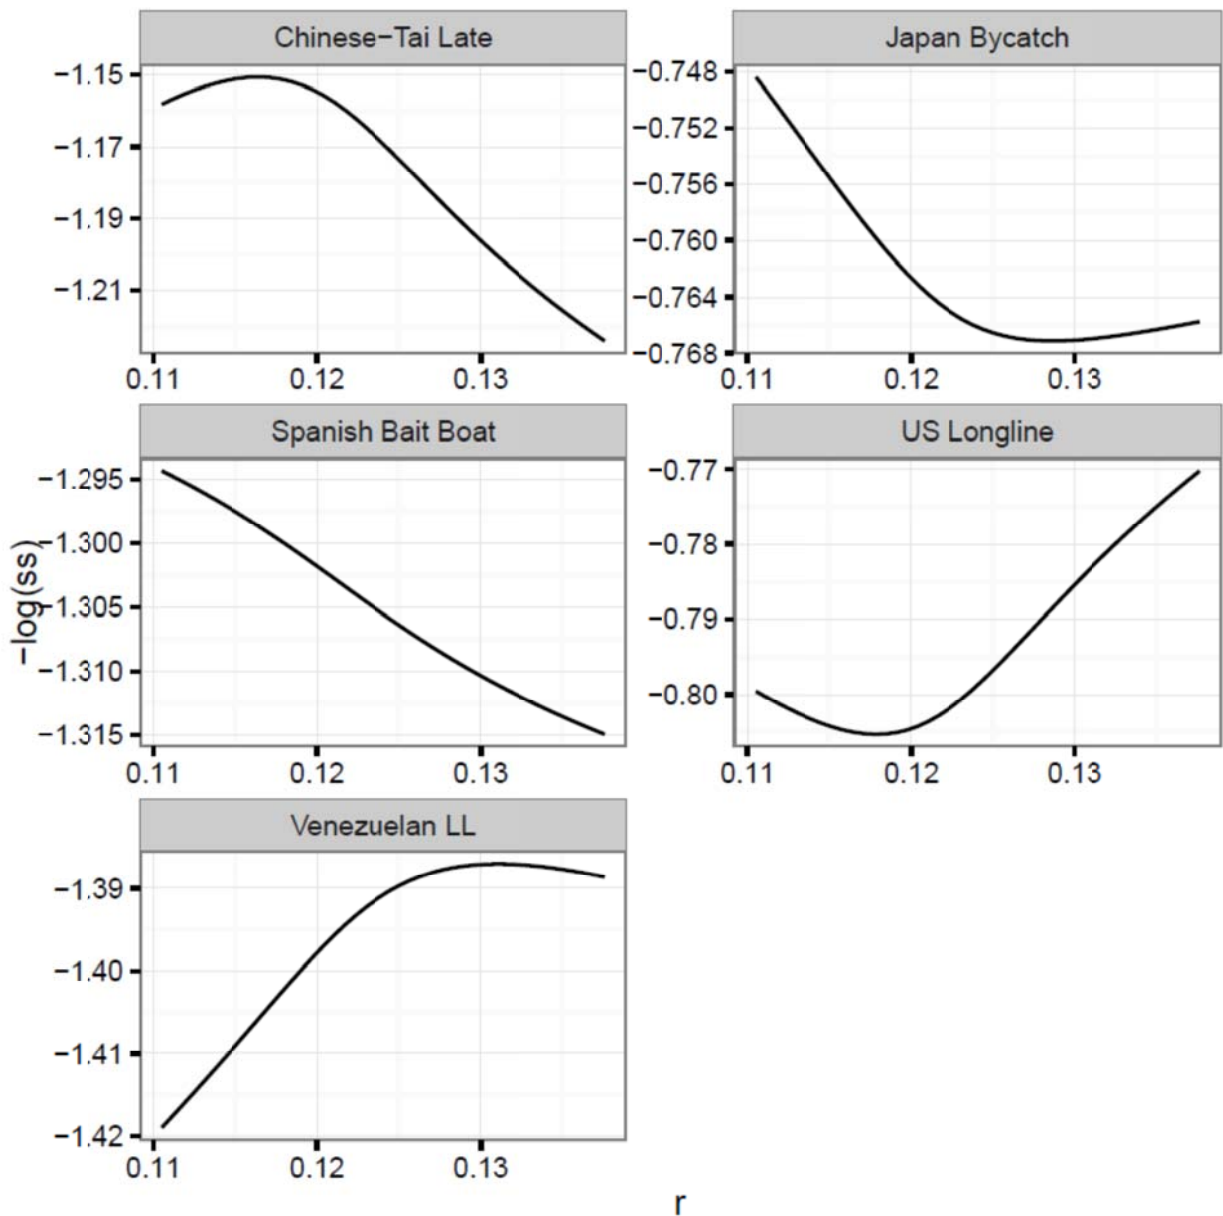 Chinese−Tai Late
−1.15
−1.17
−1.19
−1.21
0.11 0.12 0.13
Japan Bycatch
−0.748
−0.752
−0.756
−0.760
−0.764
−0.768
0.11 0.12 0.13
Spanish Bait Boat
−1.295
−1.300
−1.305
−1.310
−1.315
0.11 0.12 0.13
US Longline
−0.77
−0.78
−0.79
−0.80
0.11 0.12 0.13
Venezuelan LL
−1.39
−1.40
−1.41
−1.42
0.11 0.12 0.13
−log(ss)
r